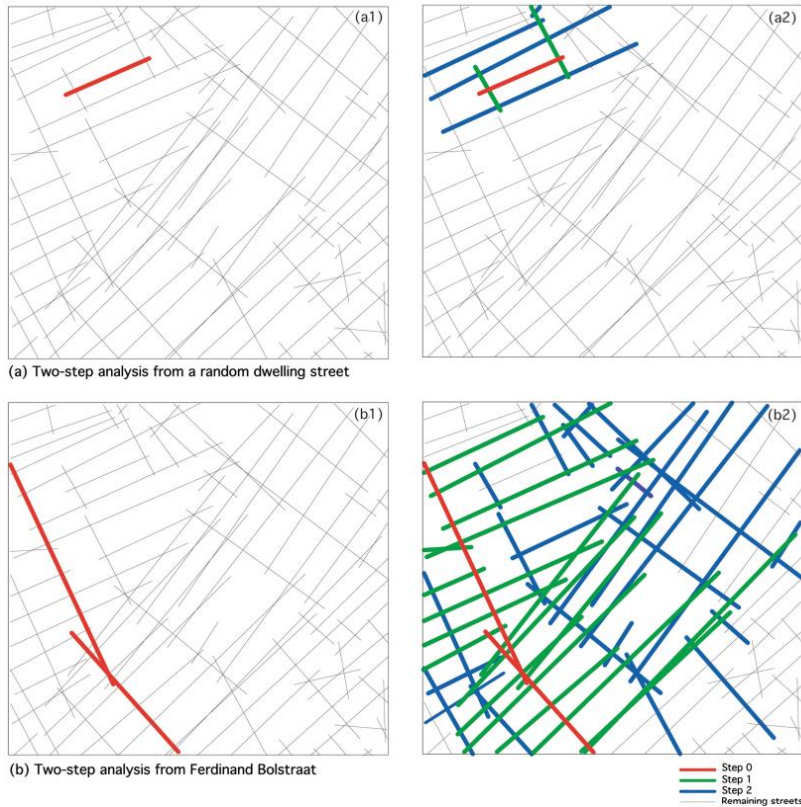 (a1)
(a2)
(a) Two-step analysis from a random dwelling street
(b1)
(b2)
(b) Two-step analysis from Ferdinand Bolstraat
Step 0
Step 1
Step 2
Remaining streets